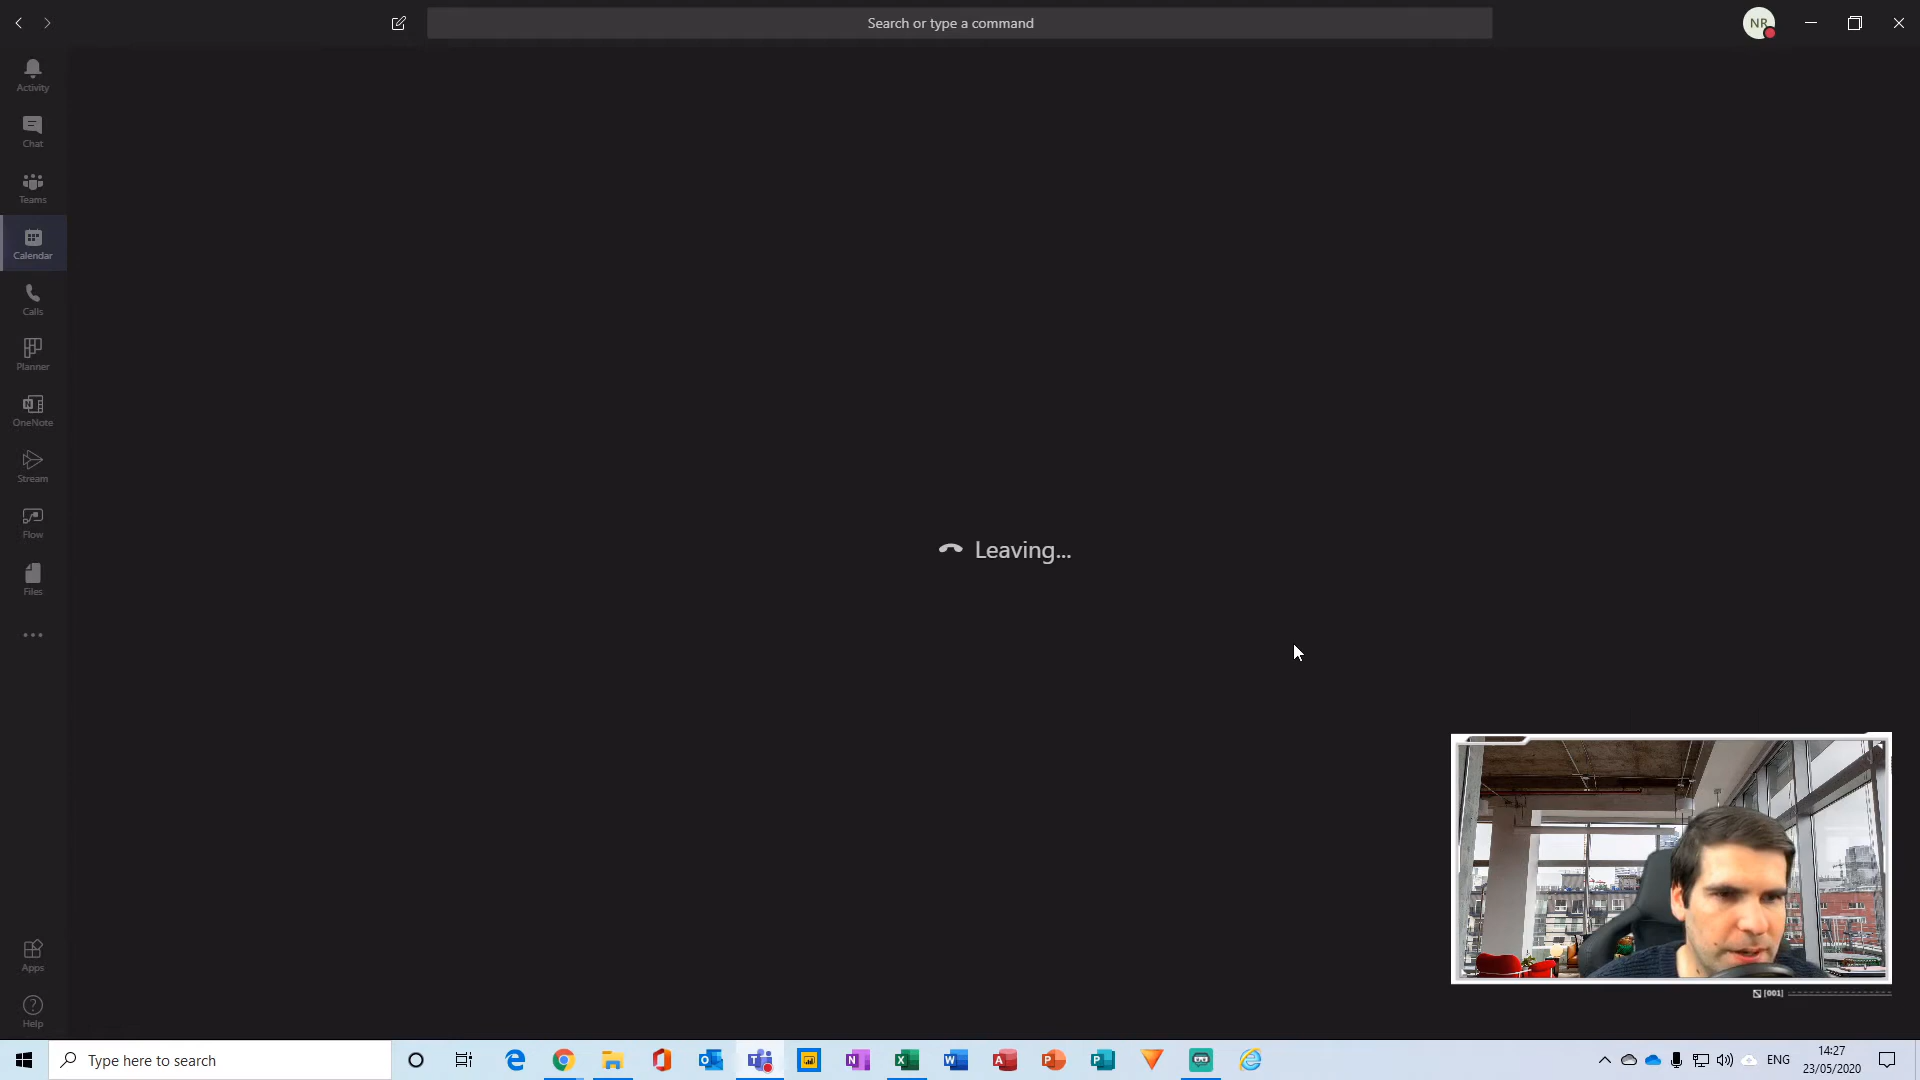 Search or type a command
NR
Activity
Chat
Teams
Calendar
Calls
Planner
OneNote
Stream
Flow
Files
Leaving...
Apps
Help
[001]
Type here to search
ENG
14:27
23/05/2020